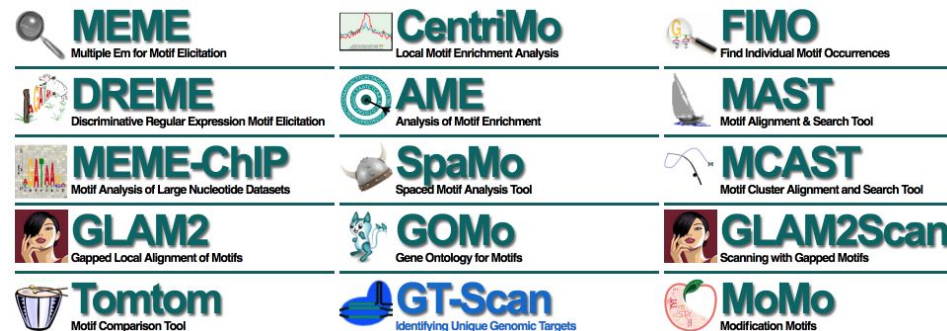 MEME
Multiple Em for Motif Elicitation
CentriMo
Local Motif Enrichment Analysis
FIMO
Find Individual Motif Occurrences
DREME
Discriminative Regular Expression Motif Elicitation
AME
Analysis of Motif Enrichment
MAST
Motif Alignment & Search Tool
MEME-ChIP
Motif Analysis of Large Nucleotide Datasets
SpaMo
Spaced Motif Analysis Tool
MCAST
Motif Cluster Alignment and Search Tool
GLAM2
Gapped Local Alignment of Motifs
GOMo
Gene Ontology for Motifs
GLAM2Scan
Scanning with Gapped Motifs
Tomtom
Motif Comparison Tool
GT-Scan
Identifying Unique Genomic Targets
MoMo
Modification Motifs